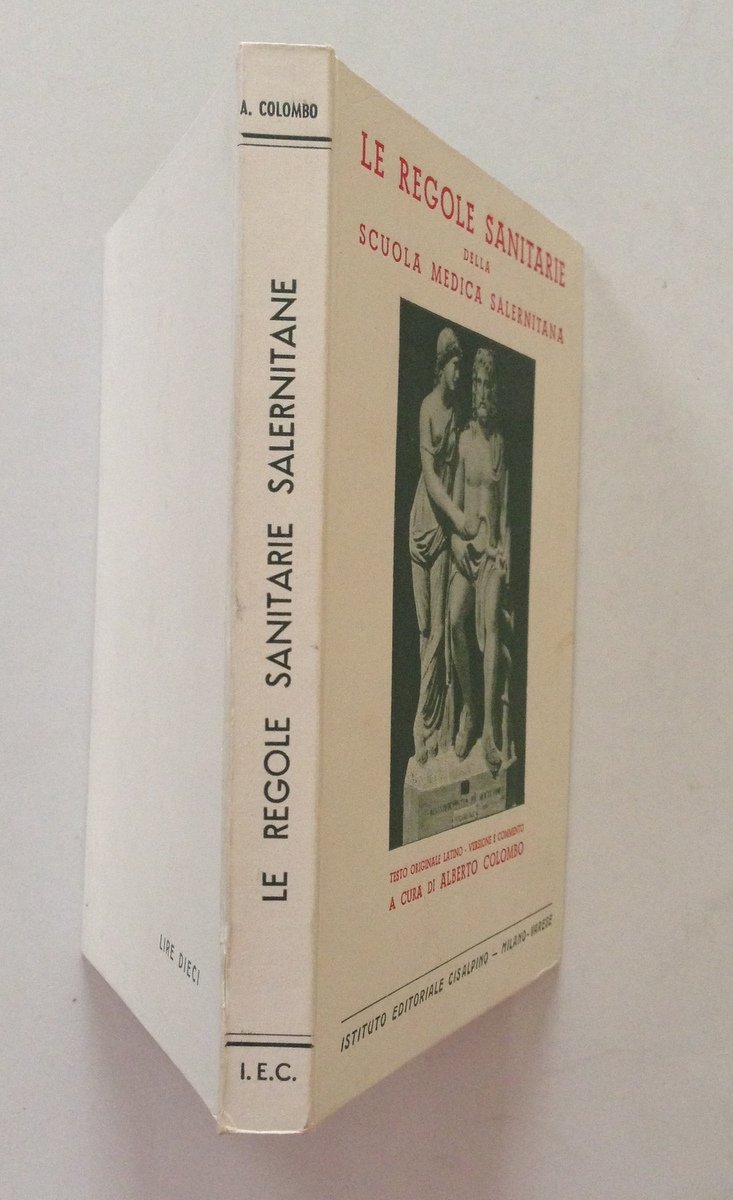 A. COLOMBO
LE REGOLE SANITARIE SALERNITANE
I.E.C.
LE REGOLE SANITARIE
DELLA
SCUOLA MEDICA SALERNITANA
TESTO ORIGINALE LATINO - VERSIONE E COMMENTO
A CURA DI ALBERTO COLOMBO
ISTITUTO EDITORIALE CISALPINO - MILANO-VARESE
LIRE DIECI